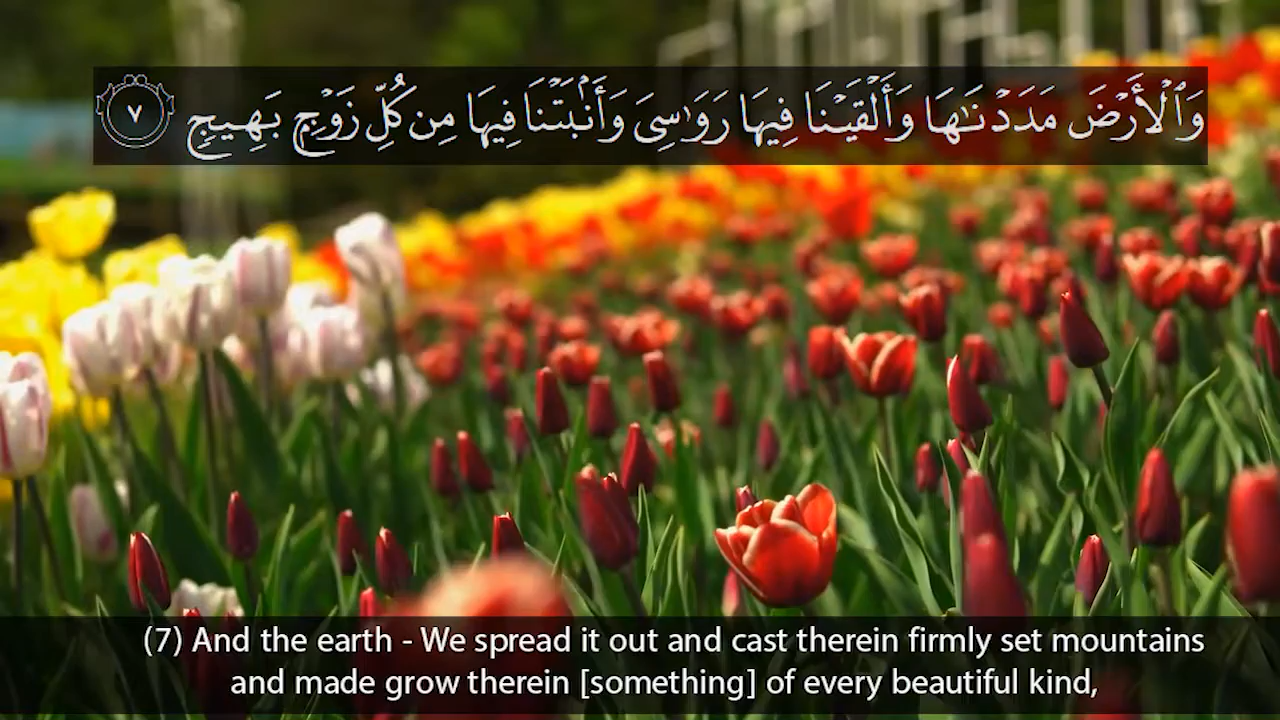 وَٱلْأَرْضَ مَدَدْنَـٰهَا وَأَلْقَيْنَا فِيهَا رَوَٰسِىَ وَأَنۢبَتْنَا فِيهَا مِن كُلِّ زَوْجٍۭ بَهِيجٍ ٧
(7) And the earth - We spread it out and cast therein firmly set mountains
and made grow therein [something] of every beautiful kind,